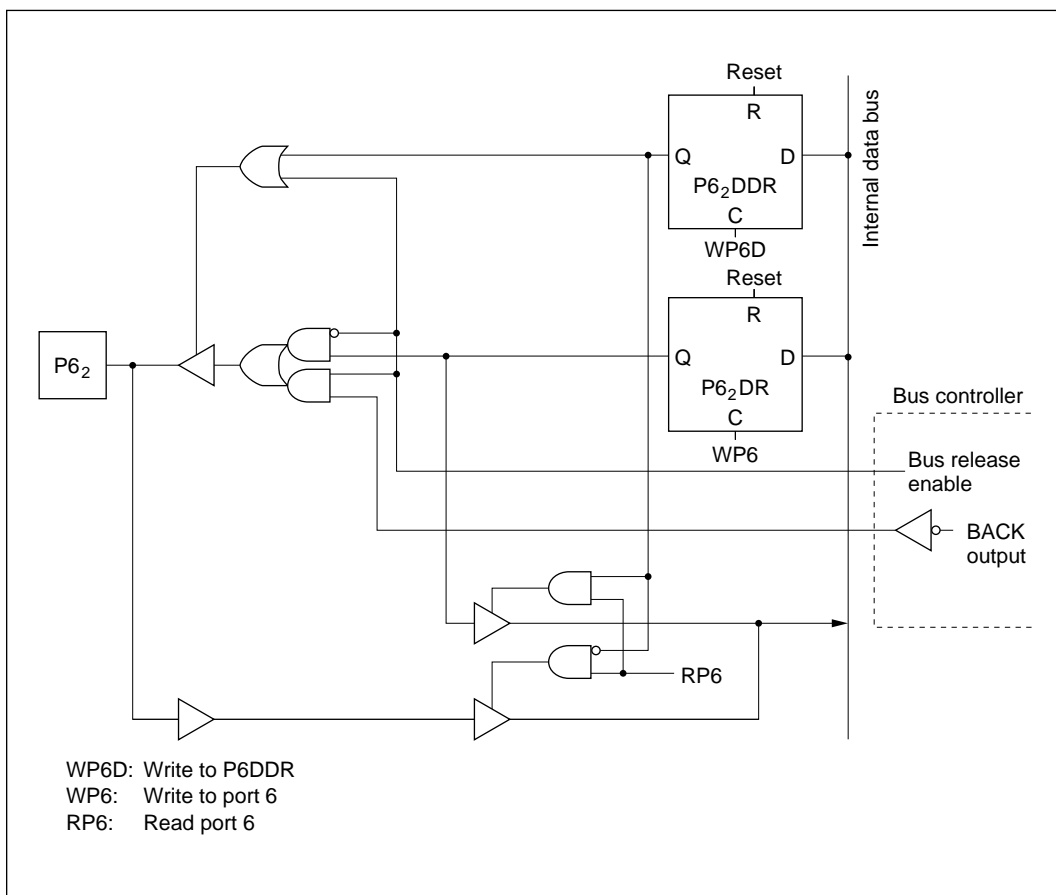 Reset
R
Q
D
P6₂DDR
C
WP6D
Internal data bus
Reset
R
P6₂
Q
D
P6₂DR
C
WP6
Bus controller
Bus release
enable
BACK
output
RP6
WP6D: Write to P6DDR
WP6: Write to port 6
RP6: Read port 6